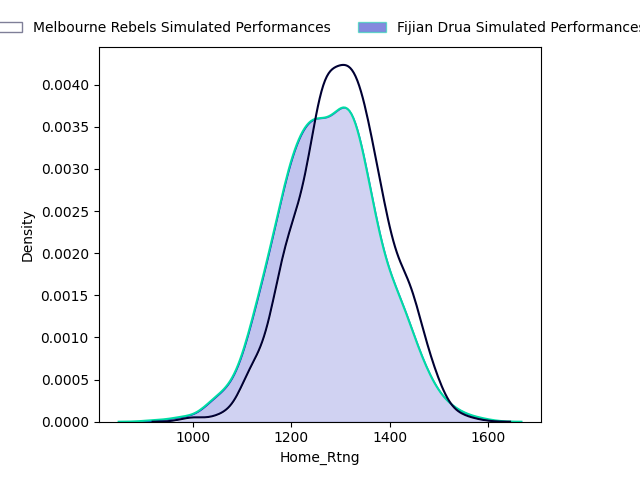 Melbourne Rebels Simulated Performances
Fijian Drua Simulated Performances
0.0040
0.0035
0.0030
0.0025
0.0020
0.0015
0.0010
0.0005
0.0000
Density
1000 1200 1400 1600
Home_Rtng